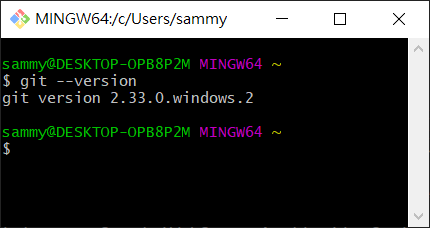 MINGW64:/c/Users/sammy
sammy@DESKTOP-OPB8P2M MINGW64 ~
$ git --version
git version 2.33.0.windows.2
sammy@DESKTOP-OPB8P2M MINGW64 ~
$